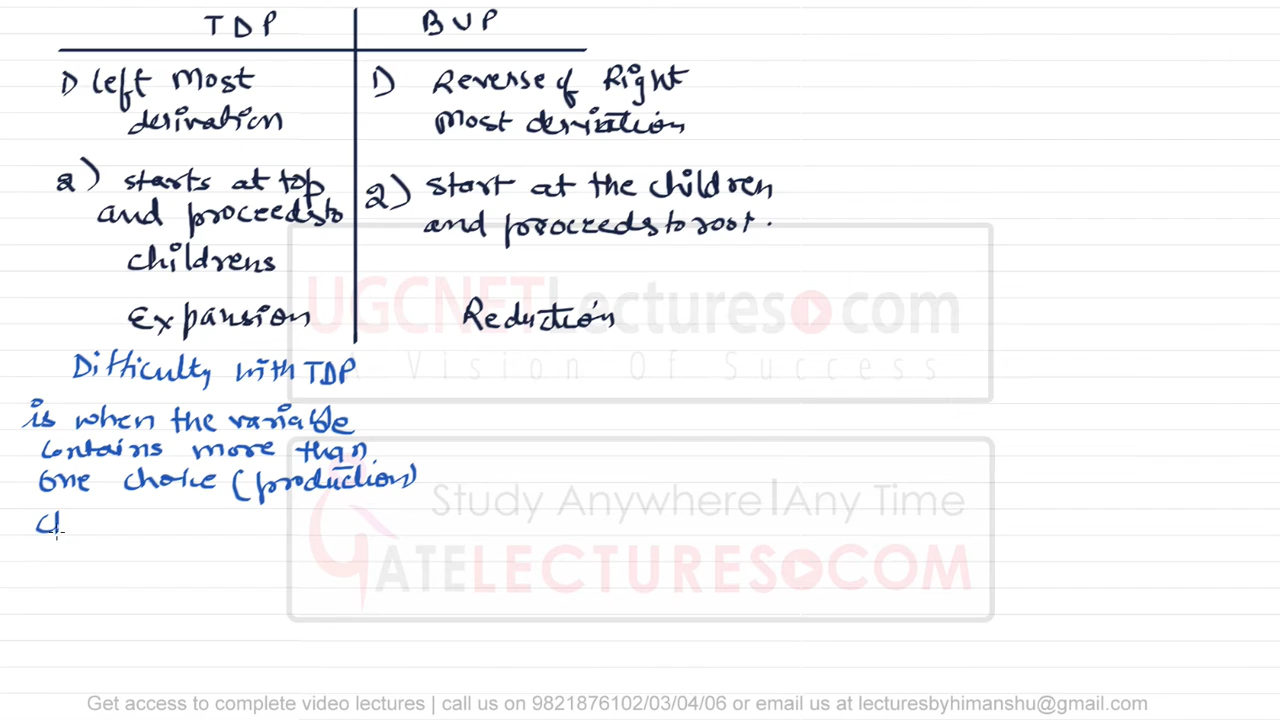 TDP
BUP
1) left Most
derivation
1) Reverse of Right
Most derivation
2) starts at top
and proceeds to
childrens
2) start at the children
and proceeds to root.
Expansion
Reduction
Difficulty with TDP
is when the variable
contains more than
one choice (production)
UGCNETLectures.com
A Vision Of Success
Study Anywhere|Any Time
GATELECTURES.COM
Get access to complete video lectures | call us on 9821876102/03/04/06 or email us at lecturesbyhimanshu@gmail.com